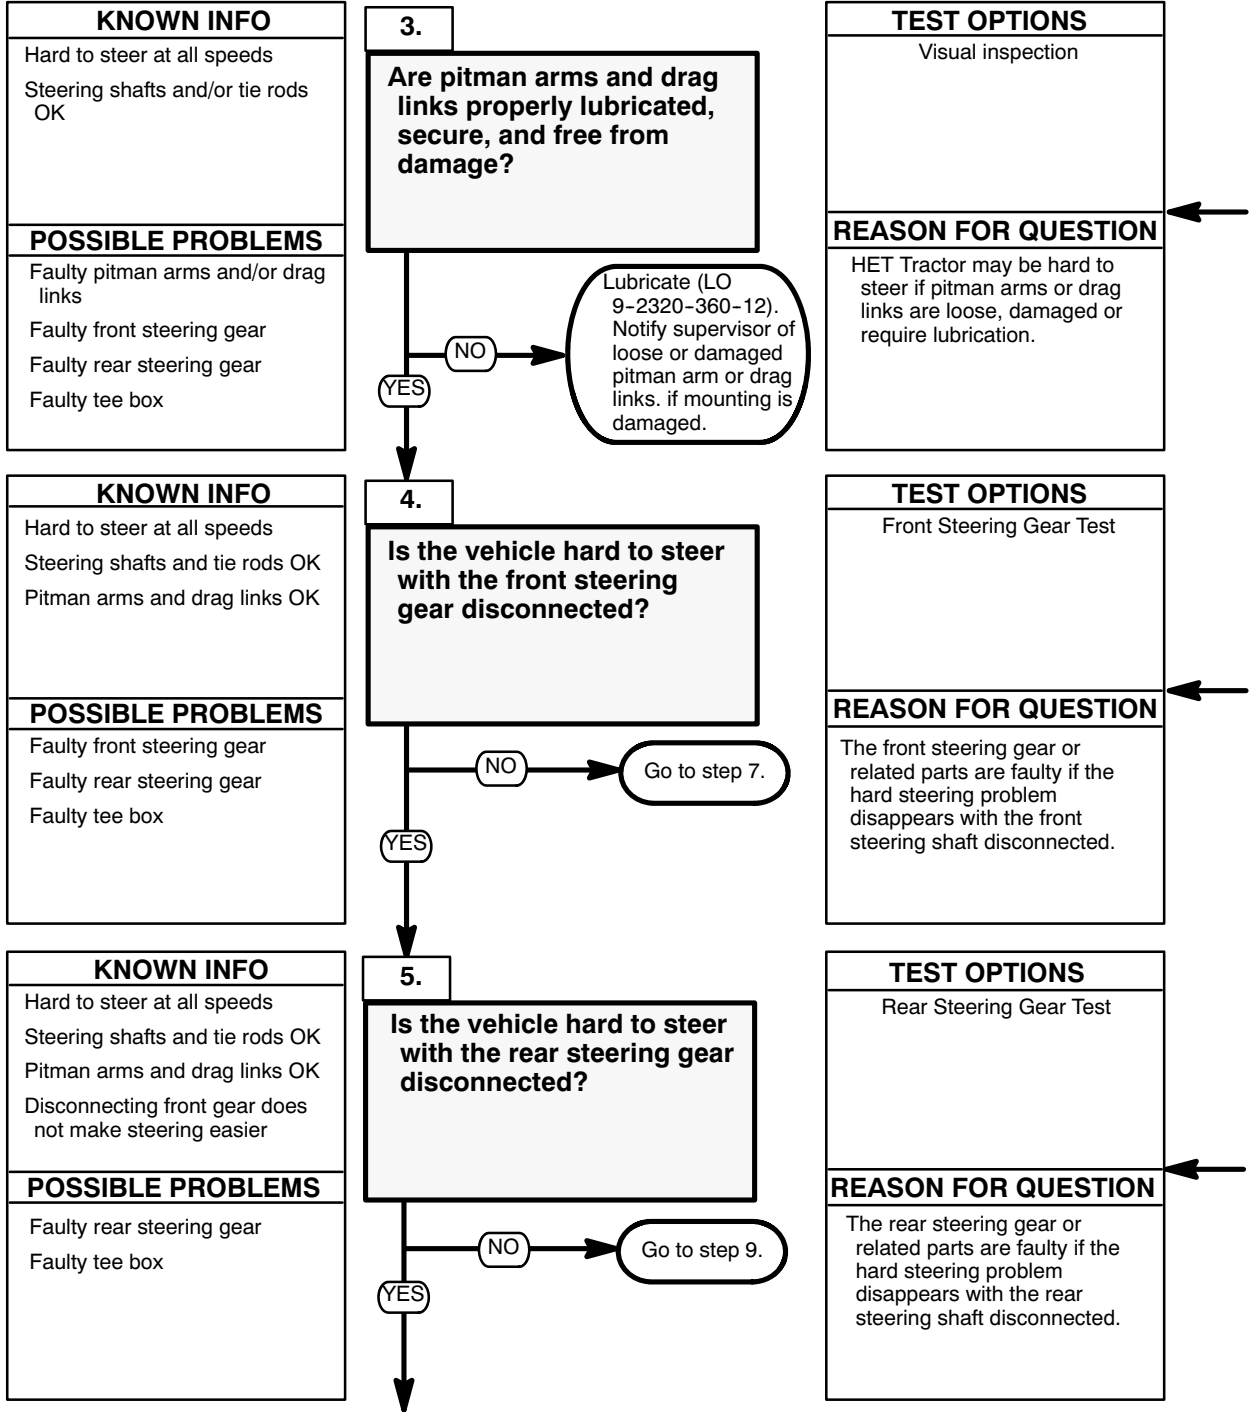 KNOWN INFO
Hard to steer at all speeds
Steering shafts and/or tie rods
OK
POSSIBLE PROBLEMS
Faulty pitman arms and/or drag
links
Faulty front steering gear
Faulty rear steering gear
Faulty tee box
3.
Are pitman arms and drag
links properly lubricated,
secure, and free from
damage?
NO
Lubricate (LO
9-2320-360-12).
Notify supervisor of
loose or damaged
pitman arm or drag
links. if mounting is
damaged.
YES
TEST OPTIONS
Visual inspection
REASON FOR QUESTION
HET Tractor may be hard to
steer if pitman arms or drag
links are loose, damaged or
require lubrication.
KNOWN INFO
Hard to steer at all speeds
Steering shafts and tie rods OK
Pitman arms and drag links OK
POSSIBLE PROBLEMS
Faulty front steering gear
Faulty rear steering gear
Faulty tee box
4.
Is the vehicle hard to steer
with the front steering
gear disconnected?
NO
Go to step 7.
YES
TEST OPTIONS
Front Steering Gear Test
REASON FOR QUESTION
The front steering gear or
related parts are faulty if the
hard steering problem
disappears with the front
steering shaft disconnected.
KNOWN INFO
Hard to steer at all speeds
Steering shafts and tie rods OK
Pitman arms and drag links OK
Disconnecting front gear does
not make steering easier
POSSIBLE PROBLEMS
Faulty rear steering gear
Faulty tee box
5.
Is the vehicle hard to steer
with the rear steering gear
disconnected?
NO
Go to step 9.
YES
TEST OPTIONS
Rear Steering Gear Test
REASON FOR QUESTION
The rear steering gear or
related parts are faulty if the
hard steering problem
disappears with the rear
steering shaft disconnected.